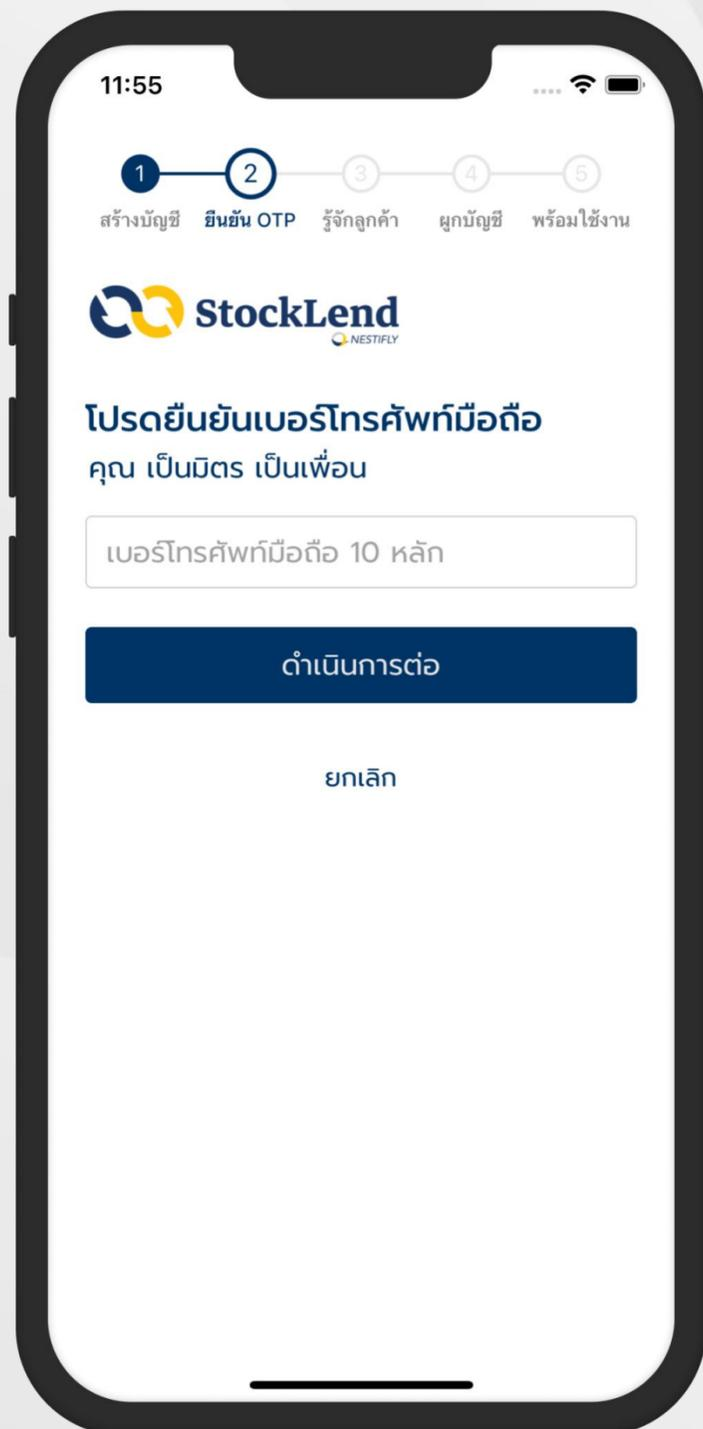 11:55
1 2 3 4 5
สร้างบัญชี ยืนยัน OTP รู้จักลูกค้า ผูกบัญชี พร้อมใช้งาน
StockLend
NESTIFLY
โปรดยืนยันเบอร์โทรศัพท์มือถือ
คุณ เป็นมิตร เป็นเพื่อน
เบอร์โทรศัพท์มือถือ 10 หลัก
ดำเนินการต่อ
ยกเลิก